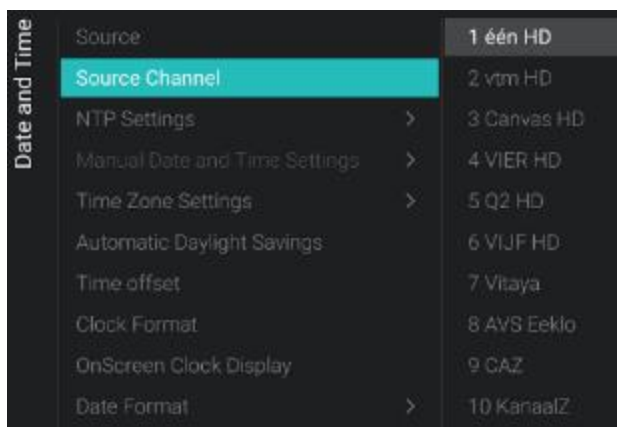 Date and Time
Source
Source Channel
NTP Settings >
Manual Date and Time Settings >
Time Zone Settings >
Automatic Daylight Savings
Time offset
Clock Format
OnScreen Clock Display
Date Format >
1 één HD
2 vtm HD
3 Canvas HD
4 VIER HD
5 Q2 HD
6 VIJF HD
7 Vitaya
8 AVS Eeklo
9 CAZ
10 KanaalZ